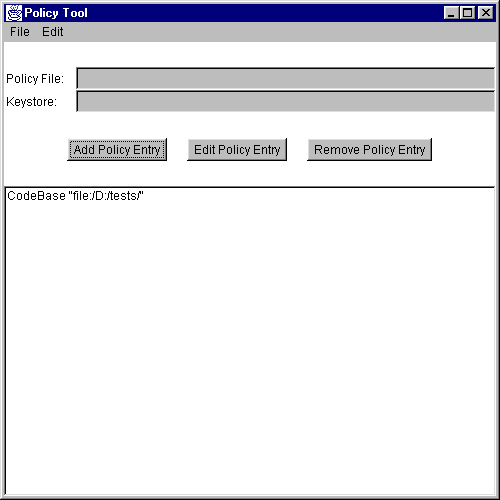 Policy Tool
File Edit
Policy File:
Keystore:
Add Policy Entry Edit Policy Entry Remove Policy Entry
CodeBase "file:/D:/tests/"